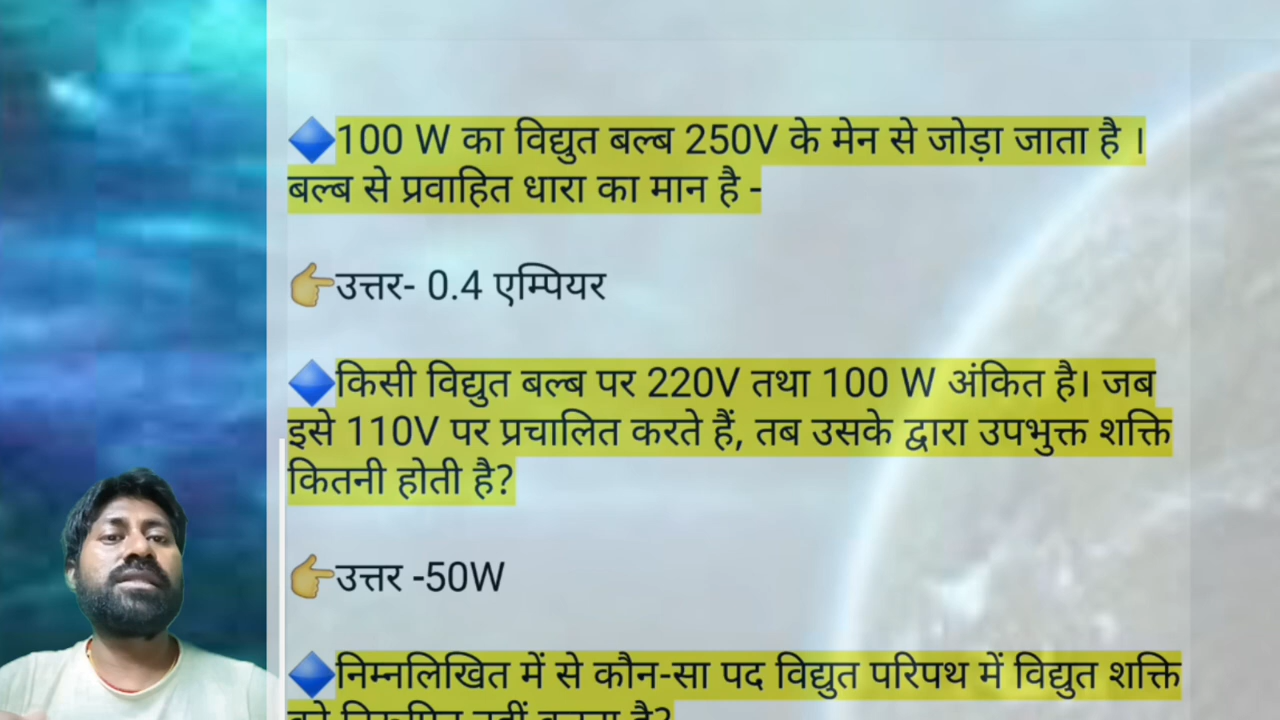 🔷100 W का विद्युत बल्ब 250V के मेन से जोड़ा जाता है ।
बल्ब से प्रवाहित धारा का मान है -
👉उत्तर- 0.4 एम्पियर
🔷किसी विद्युत बल्ब पर 220V तथा 100 W अंकित है। जब
इसे 110V पर प्रचालित करते हैं, तब उसके द्वारा उपभुक्त शक्ति
कितनी होती है?
👉उत्तर -50W
🔷निम्नलिखित में से कौन-सा पद विद्युत परिपथ में विद्युत शक्ति